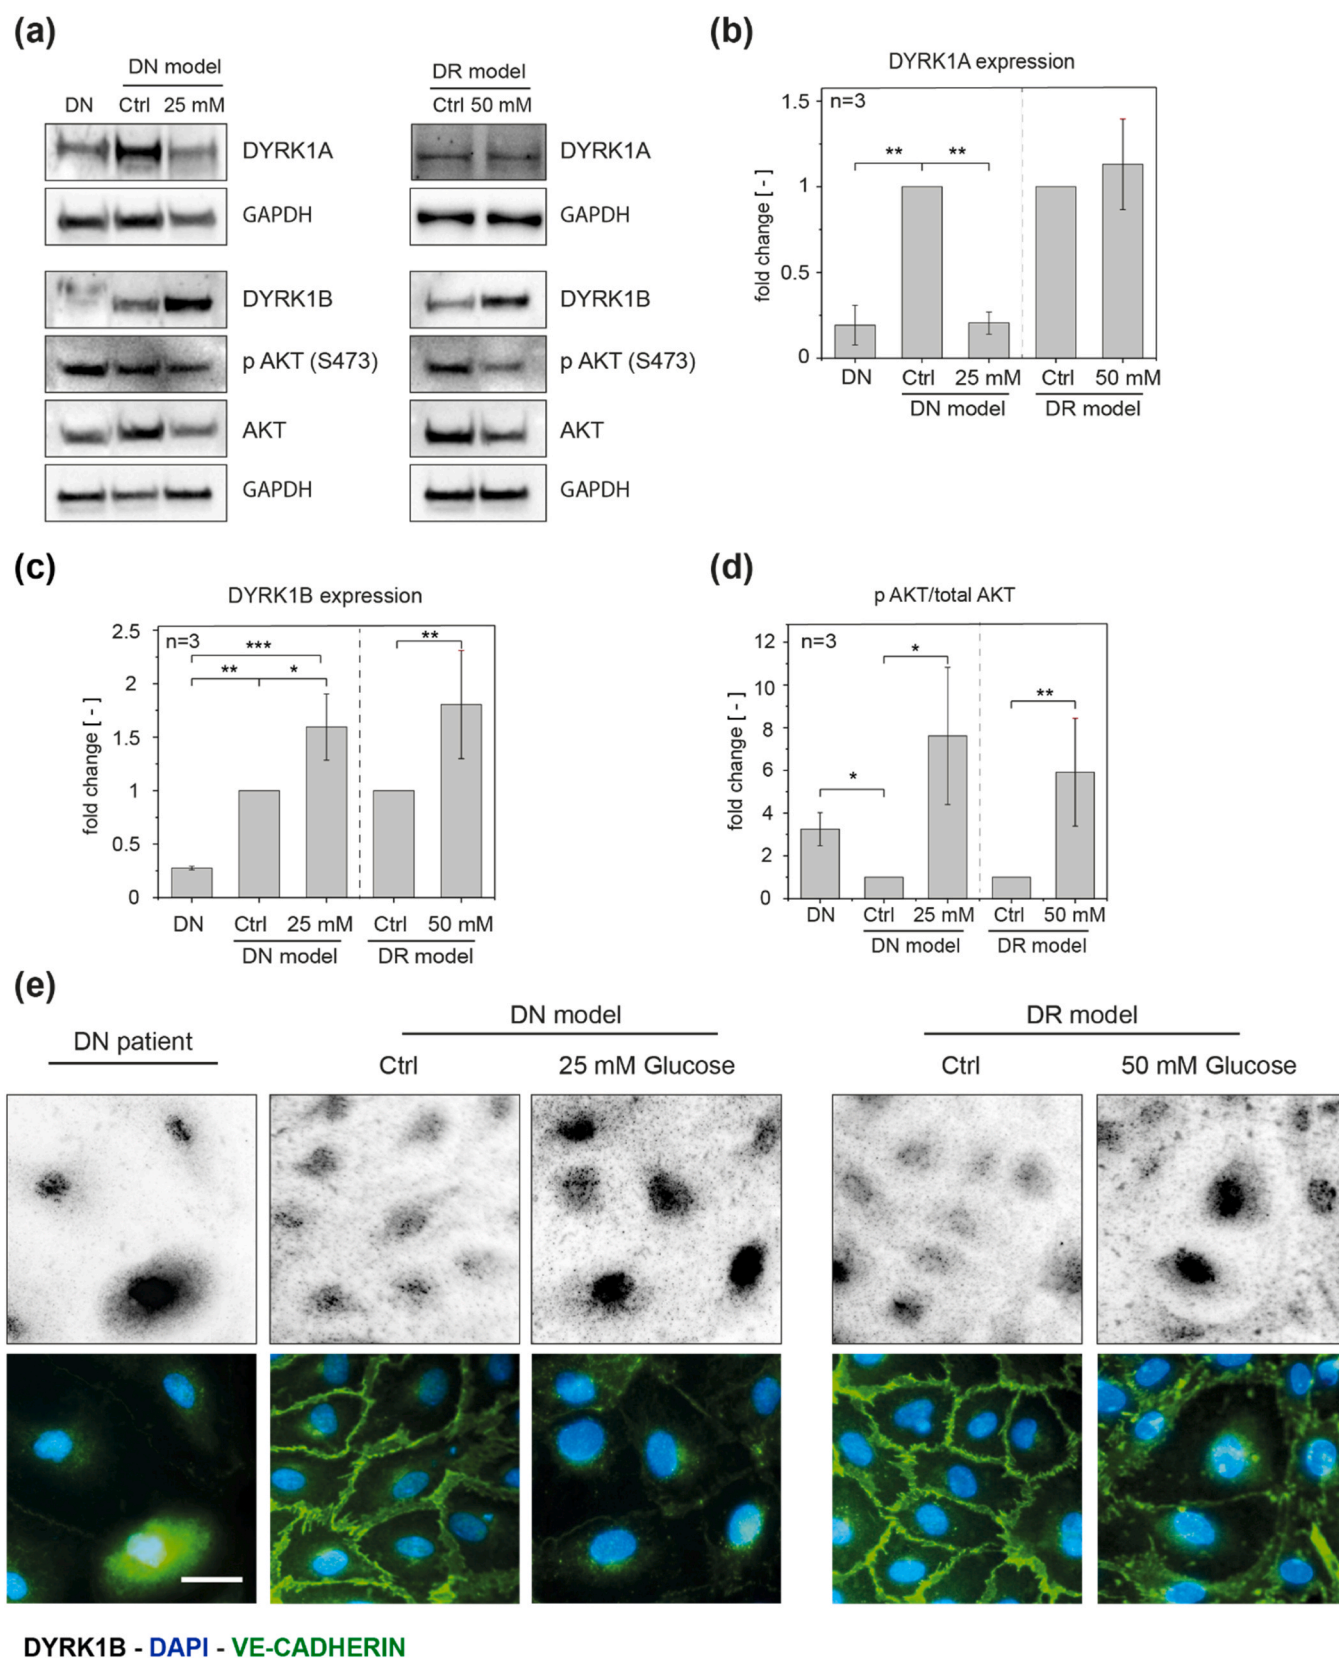 (a)
DN model
DN Ctrl 25 mM
DYRK1A
GAPDH
DYRK1B
p AKT (S473)
AKT
GAPDH
DR model
Ctrl 50 mM
DYRK1A
GAPDH
DYRK1B
p AKT (S473)
AKT
GAPDH
(b)
DYRK1A expression
n=3
** **
fold change [ - ]
1.5
1
0.5
0
DN Ctrl 25 mM Ctrl 50 mM
DN model DR model
(c)
DYRK1B expression
n=3
*** **
** *
fold change [ - ]
2.5
2
1.5
1
0.5
0
DN Ctrl 25 mM Ctrl 50 mM
DN model DR model
(d)
p AKT/total AKT
n=3
*
**
*
fold change [ - ]
12
10
8
6
4
2
0
DN Ctrl 25 mM Ctrl 50 mM
DN model DR model
(e)
DN patient
DN model
Ctrl 25 mM Glucose
DR model
Ctrl 50 mM Glucose
DYRK1B - DAPI - VE-CADHERIN